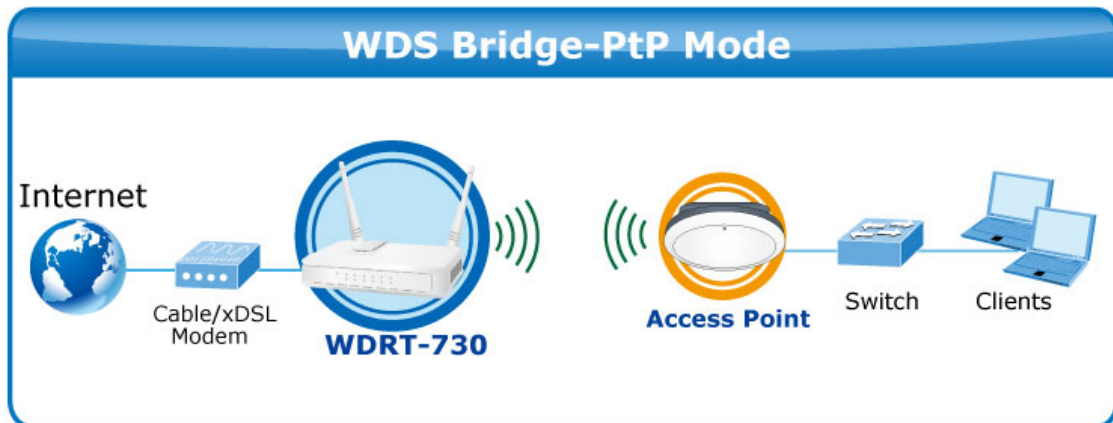 WDS Bridge-PtP Mode
Internet
Cable/xDSL
Modem
WDRT-730
Access Point
Switch
Clients